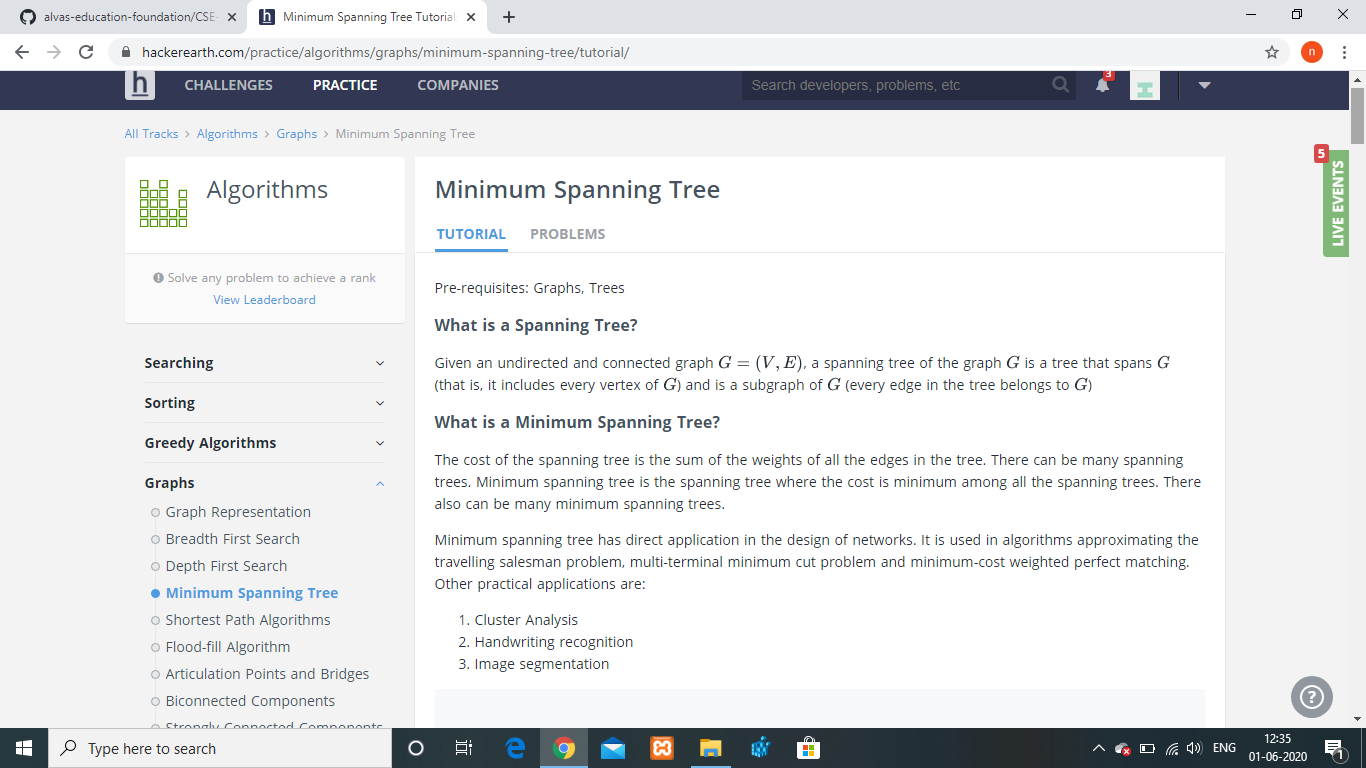 alvas-education-foundation/CSE-
Minimum Spanning Tree Tutorial
hackerearth.com/practice/algorithms/graphs/minimum-spanning-tree/tutorial/
n
h
CHALLENGES
PRACTICE
COMPANIES
Search developers, problems, etc
3
All Tracks > Algorithms > Graphs > Minimum Spanning Tree
5
LIVE EVENTS
Algorithms
Solve any problem to achieve a rank
View Leaderboard
Searching
Sorting
Greedy Algorithms
Graphs
Graph Representation
Breadth First Search
Depth First Search
Minimum Spanning Tree
Shortest Path Algorithms
Flood-fill Algorithm
Articulation Points and Bridges
Biconnected Components
Strongly Connected Components
Minimum Spanning Tree
TUTORIAL
PROBLEMS
Pre-requisites: Graphs, Trees
What is a Spanning Tree?
Given an undirected and connected graph G = (V, E), a spanning tree of the graph G is a tree that spans G
(that is, it includes every vertex of G) and is a subgraph of G (every edge in the tree belongs to G)
What is a Minimum Spanning Tree?
The cost of the spanning tree is the sum of the weights of all the edges in the tree. There can be many spanning
trees. Minimum spanning tree is the spanning tree where the cost is minimum among all the spanning trees. There
also can be many minimum spanning trees.
Minimum spanning tree has direct application in the design of networks. It is used in algorithms approximating the
travelling salesman problem, multi-terminal minimum cut problem and minimum-cost weighted perfect matching.
Other practical applications are:
1. Cluster Analysis
2. Handwriting recognition
3. Image segmentation
?
Type here to search
ENG
12:35
01-06-2020
1